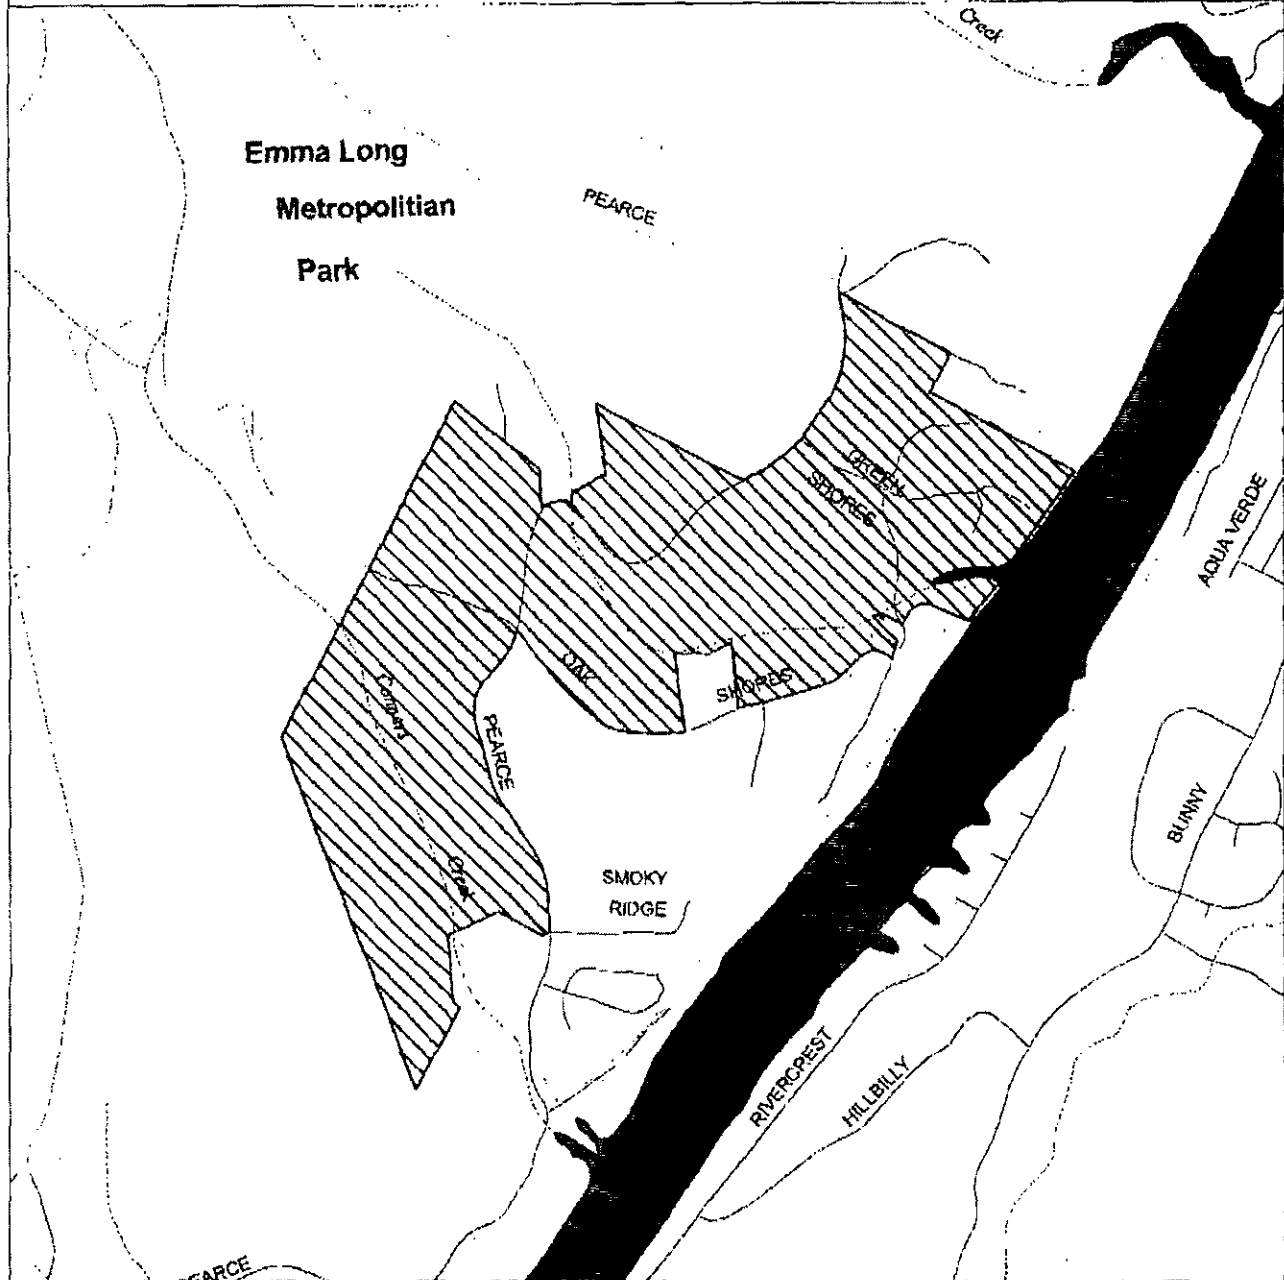 Creek
Emma Long
Metropolitian
Park
PEARCE
GREEN
SHORES
AQUA VERDE
OAK
SHORES
PEARCE
BUNNY
Creek
SMOKY
RIDGE
RIVERCREST
HILLBILLY
PEARCE